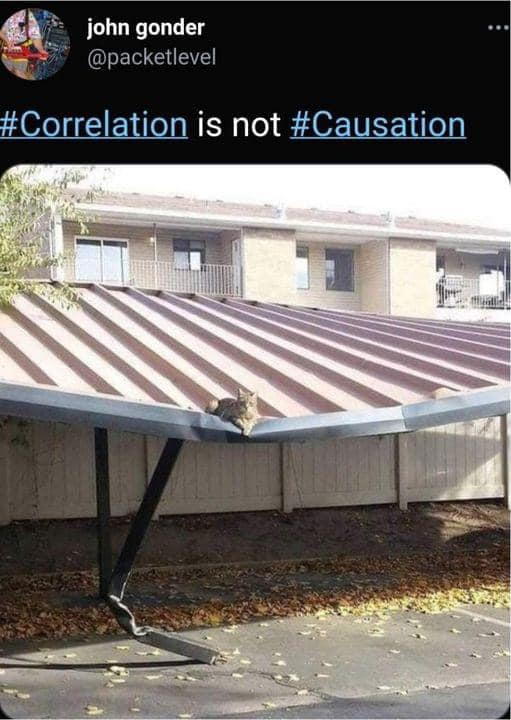 john gonder
@packetlevel
#Correlation is not #Causation